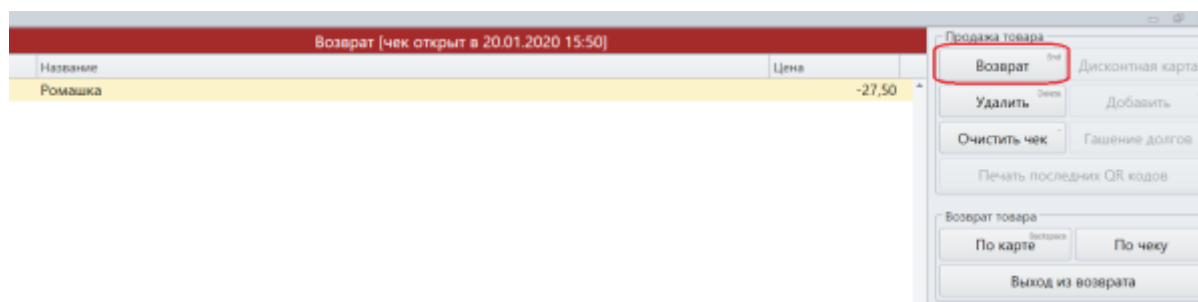 Возврат [чек открыт в 20.01.2020 15:50]
Название Цена
Ромашка -27,50
Продажа товара
Возврат End Дисконтная карта
Удалить Delete Добавить
Очистить чек Гашение долгов
Печать последних QR кодов
Возврат товара
По карте Backspace По чеку
Выход из возврата